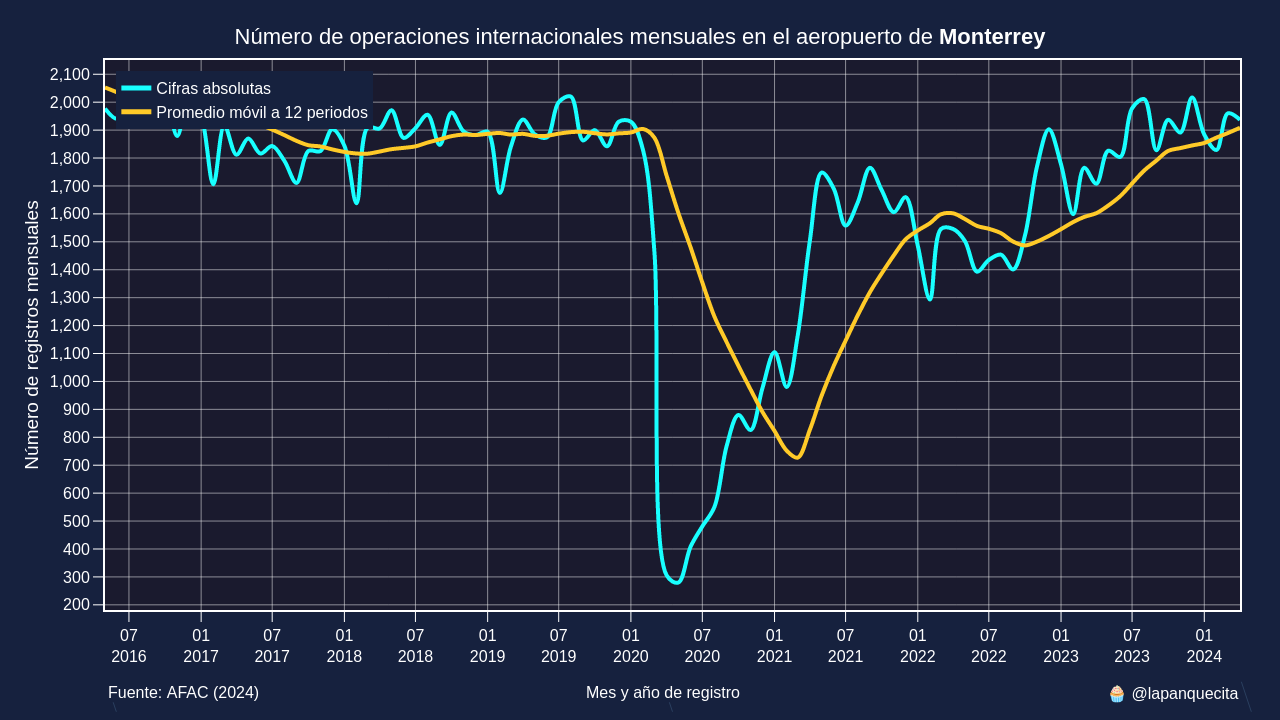 Número de operaciones internacionales mensuales en el aeropuerto de Monterrey
Cifras absolutas
Promedio móvil a 12 periodos
Número de registros mensuales
2,100
2,000
1,900
1,800
1,700
1,600
1,500
1,400
1,300
1,200
1,100
1,000
900
800
700
600
500
400
300
200
07 01 07 01 07 01 07 01 07 01 07 01 07 01 07 01
2016 2017 2017 2018 2018 2019 2019 2020 2020 2021 2021 2022 2022 2023 2023 2024
Fuente: AFAC (2024) Mes y año de registro 🧁 @lapanquecita